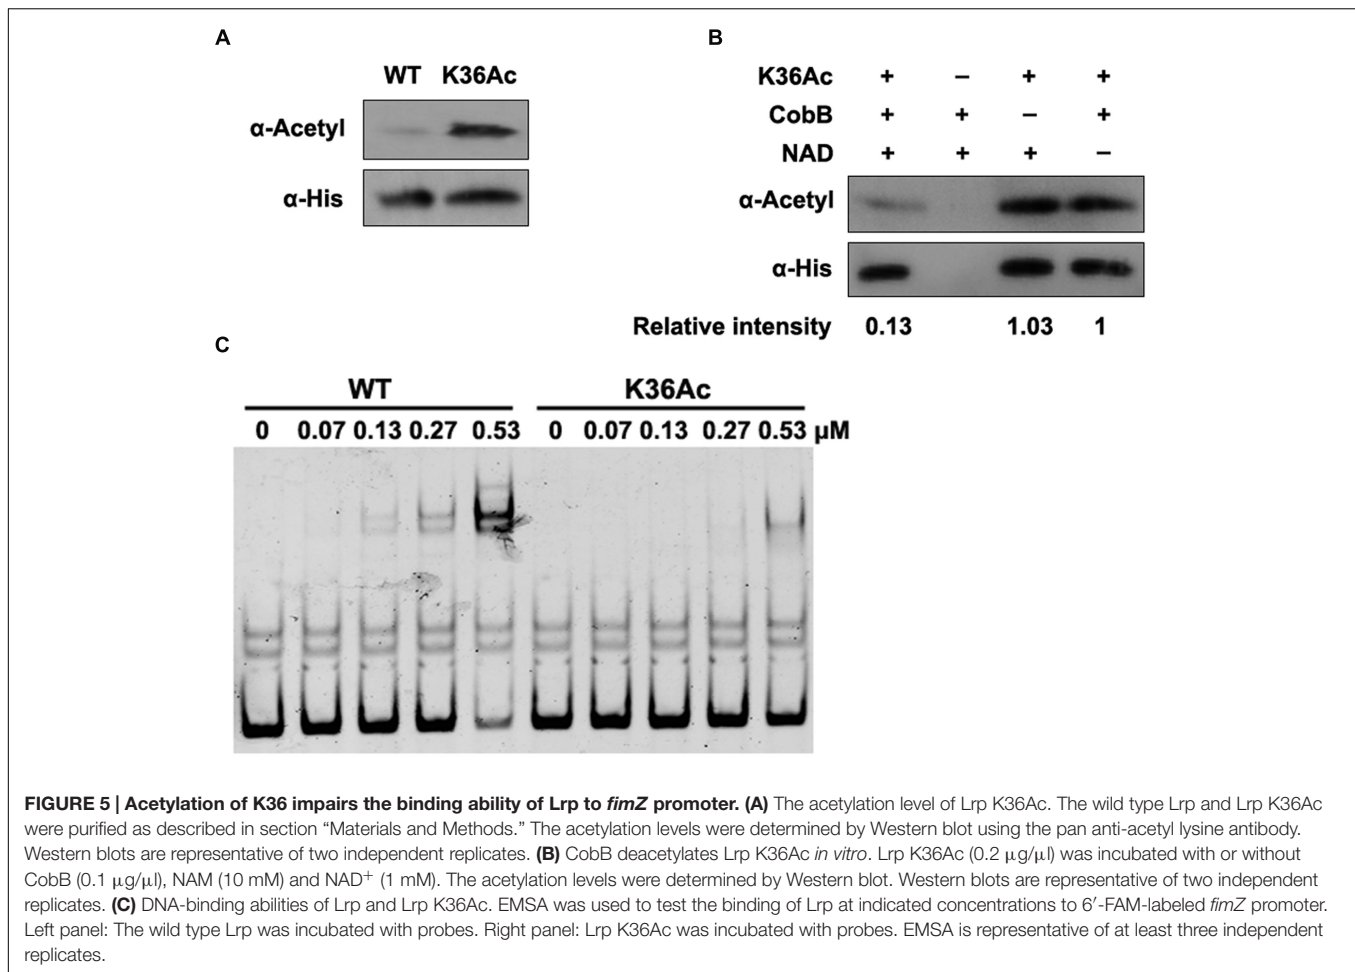 A
WT K36Ac
α-Acetyl
α-His
B
K36Ac + – + +
CobB + + – +
NAD + + + –
α-Acetyl
α-His
Relative intensity 0.13 1.03 1
C
WT K36Ac
0 0.07 0.13 0.27 0.53 0 0.07 0.13 0.27 0.53 μM
FIGURE 5 | Acetylation of K36 impairs the binding ability of Lrp to fimZ promoter. (A) The acetylation level of Lrp K36Ac. The wild type Lrp and Lrp K36Ac
were purified as described in section “Materials and Methods.” The acetylation levels were determined by Western blot using the pan anti-acetyl lysine antibody.
Western blots are representative of two independent replicates. (B) CobB deacetylates Lrp K36Ac in vitro. Lrp K36Ac (0.2 μg/μl) was incubated with or without
CobB (0.1 μg/μl), NAM (10 mM) and NAD⁺ (1 mM). The acetylation levels were determined by Western blot. Western blots are representative of two independent
replicates. (C) DNA-binding abilities of Lrp and Lrp K36Ac. EMSA was used to test the binding of Lrp at indicated concentrations to 6′-FAM-labeled fimZ promoter.
Left panel: The wild type Lrp was incubated with probes. Right panel: Lrp K36Ac was incubated with probes. EMSA is representative of at least three independent
replicates.